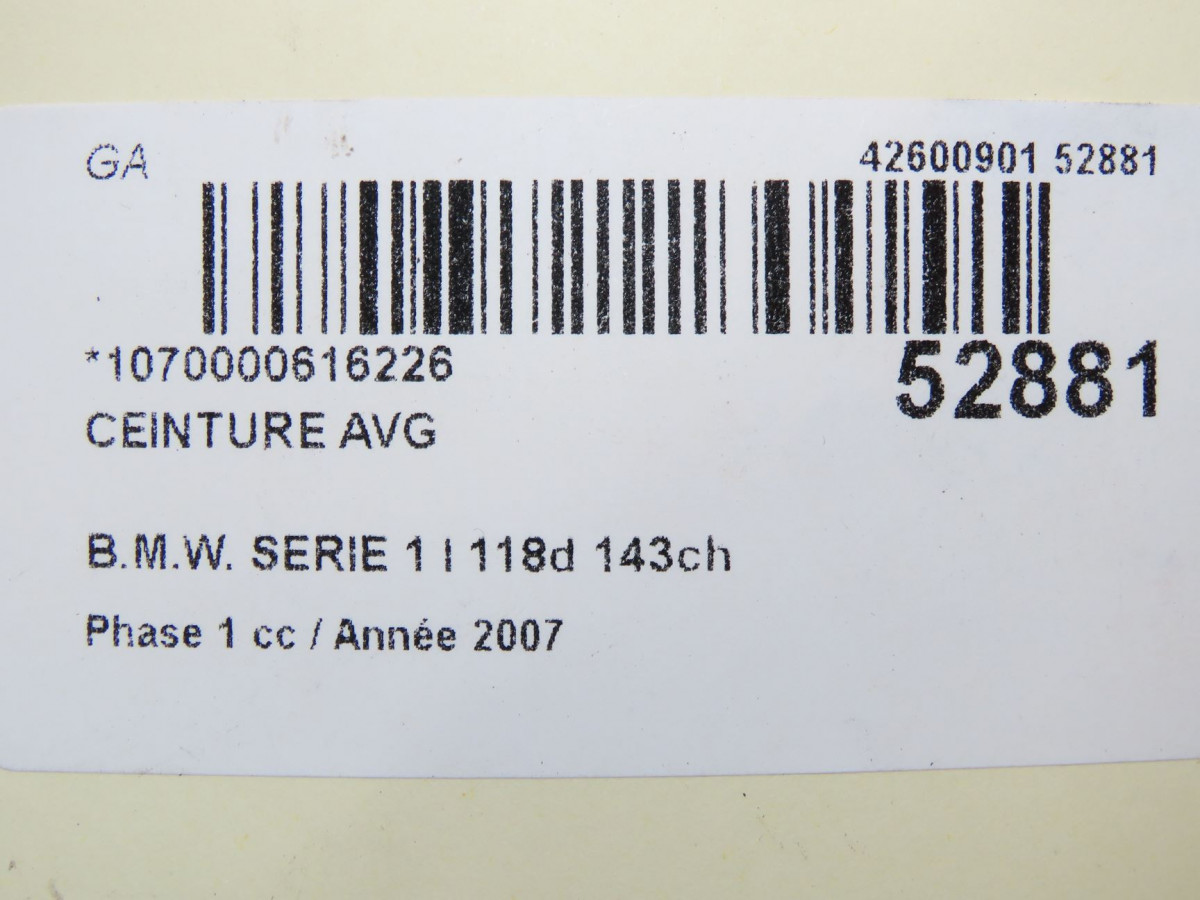 GA
42600901 52881
*1070000616226
52881
CEINTURE AVG
B.M.W. SERIE 1 I 118d 143ch
Phase 1 cc / Année 2007